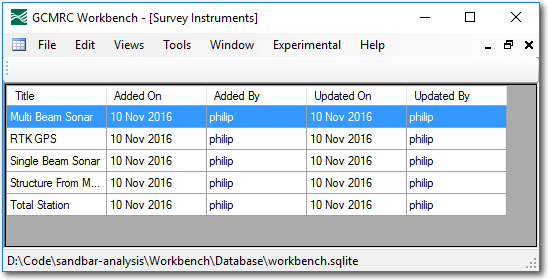 GCMRC Workbench - [Survey Instruments]
File Edit Views Tools Window Experimental Help
Title Added On Added By Updated On Updated By
Multi Beam Sonar 10 Nov 2016 philip 10 Nov 2016 philip
RTK GPS 10 Nov 2016 philip 10 Nov 2016 philip
Single Beam Sonar 10 Nov 2016 philip 10 Nov 2016 philip
Structure From M... 10 Nov 2016 philip 10 Nov 2016 philip
Total Station 10 Nov 2016 philip 10 Nov 2016 philip
D:\Code\sandbar-analysis\Workbench\Database\workbench.sqlite